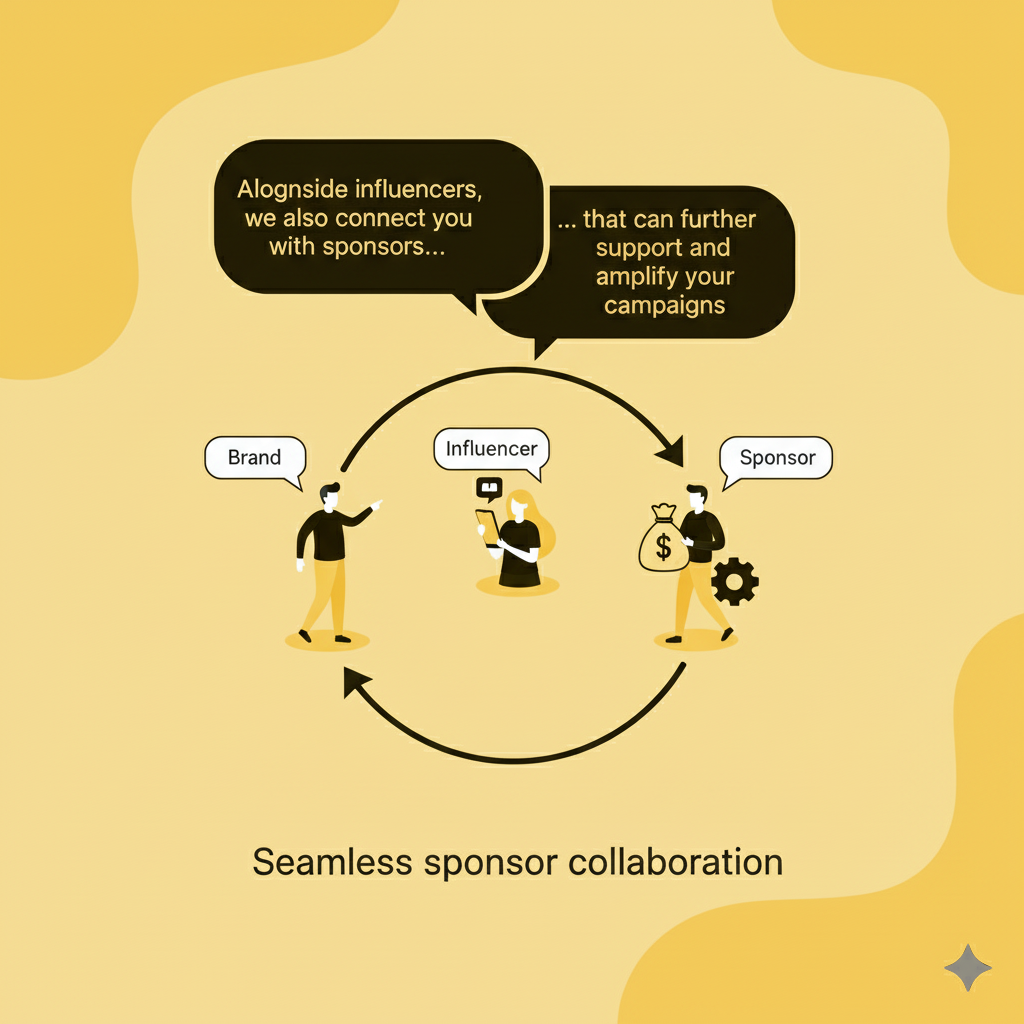 Alognside influencers,
we also connect you
with sponsors...
... that can further
support and
amplify your
campaigns
Brand
Influencer
Sponsor
$
Seamless sponsor collaboration